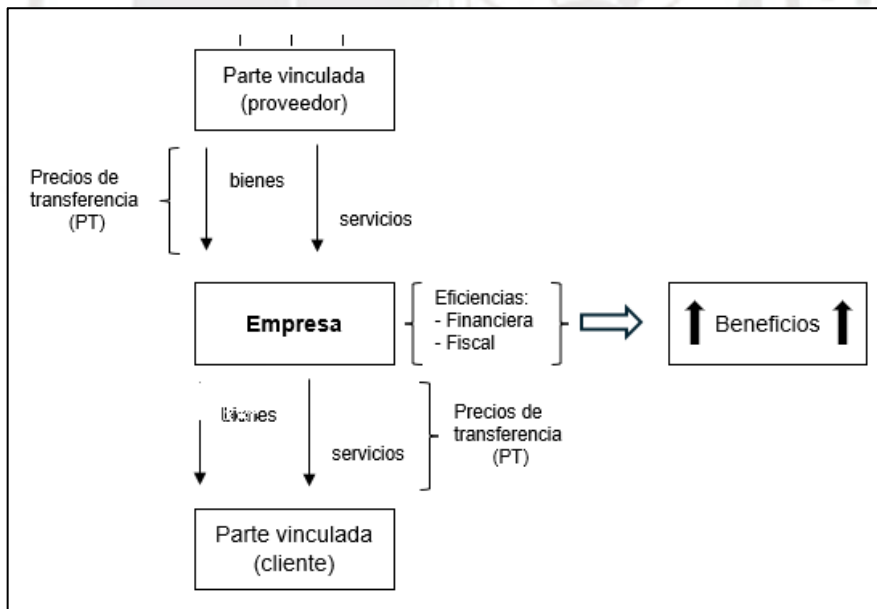 Parte vinculada
(proveedor)
Precios de
transferencia
(PT)
bienes
servicios
Empresa
Eficiencias:
- Financiera
- Fiscal
Beneficios
bienes
servicios
Precios de
transferencia
(PT)
Parte vinculada
(cliente)